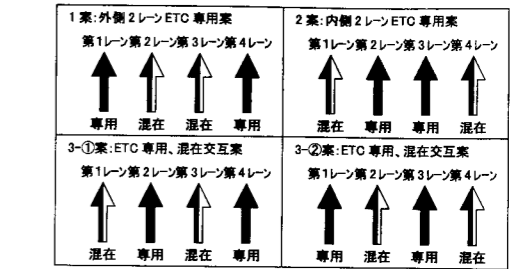 1案:外側2レーンETC専用案
第1レーン第2レーン第3レーン第4レーン
専用 混在 混在 専用
2案:内側2レーンETC専用案
第1レーン第2レーン第3レーン第4レーン
混在 専用 専用 混在
3-①案:ETC専用、混在交互案
第1レーン第2レーン第3レーン第4レーン
混在 専用 混在 専用
3-②案:ETC専用、混在交互案
第1レーン第2レーン第3レーン第4レーン
専用 混在 専用 混在